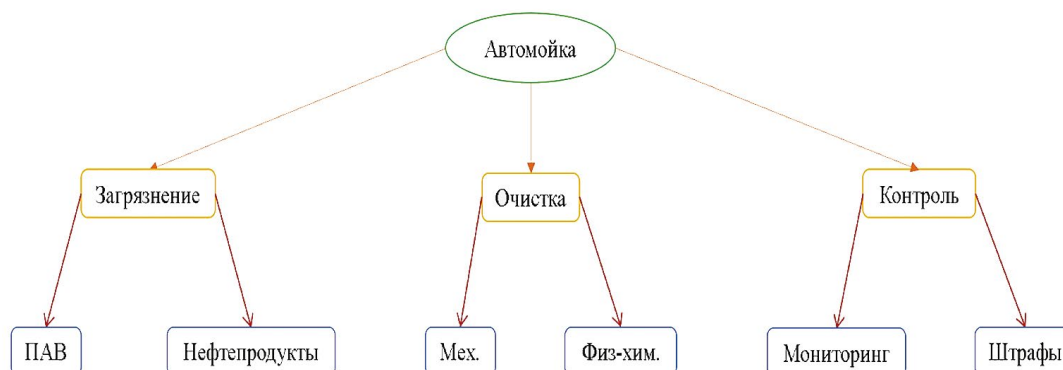 Автомойка
Загрязнение
Очистка
Контроль
ПАВ
Нефтепродукты
Мех.
Физ-хим.
Мониторинг
Штрафы